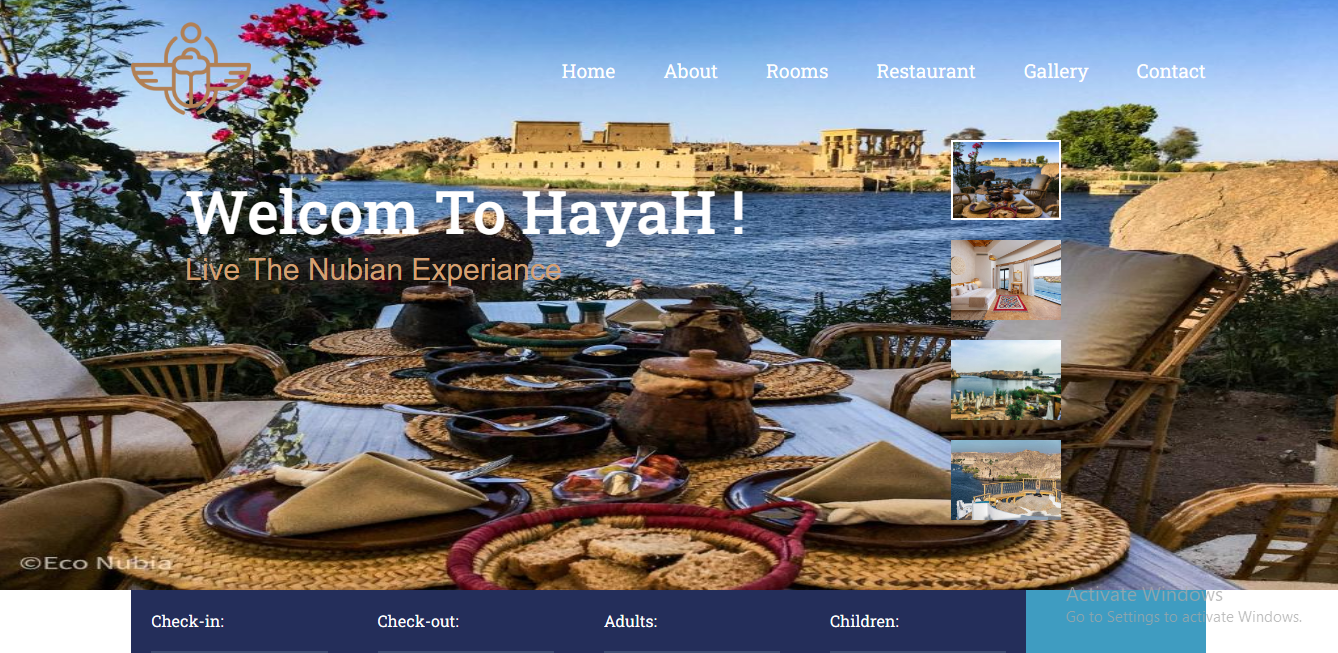 Home About Rooms Restaurant Gallery Contact
Welcom To HayaH !
Live The Nubian Experiance
©Eco Nubia
Check-in: Check-out: Adults: Children:
Activate Windows
Go to Settings to activate Windows.